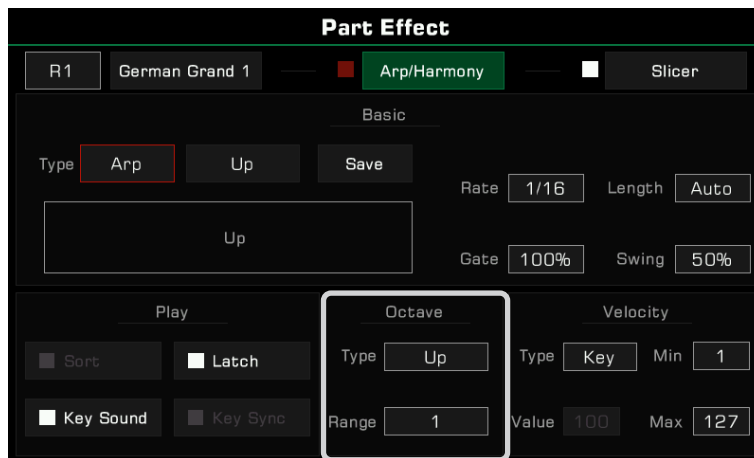 Part Effect
R1 German Grand 1 Arp/Harmony Slicer
Basic
Type Arp Up Save
Rate 1/16 Length Auto
Up
Gate 100% Swing 50%
Play Octave Velocity
Sort Latch Type Up Type Key Min 1
Key Sound Key Sync Range 1 Value 100 Max 127